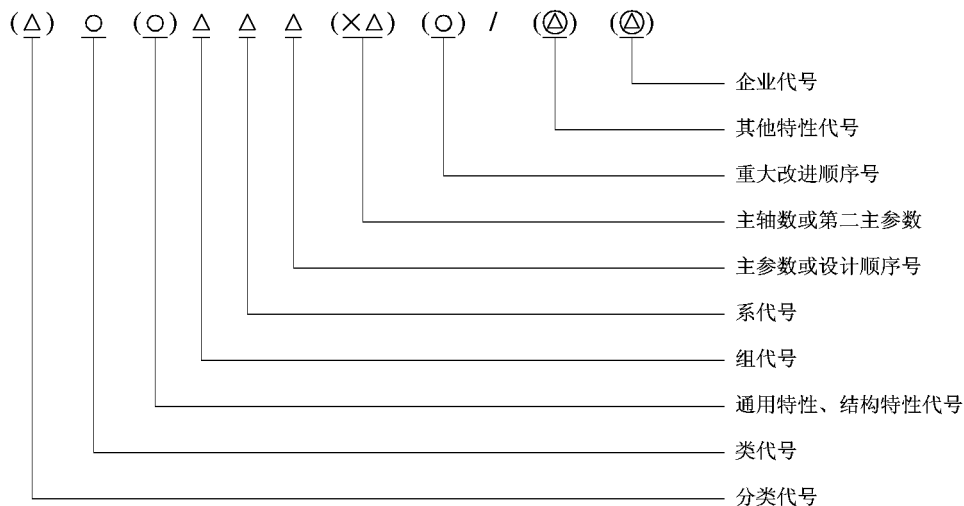 (△) ○ (○) △ △ △ (×△) (○) / (◬) (◬)
企业代号
其他特性代号
重大改进顺序号
主轴数或第二主参数
主参数或设计顺序号
系代号
组代号
通用特性、结构特性代号
类代号
分类代号